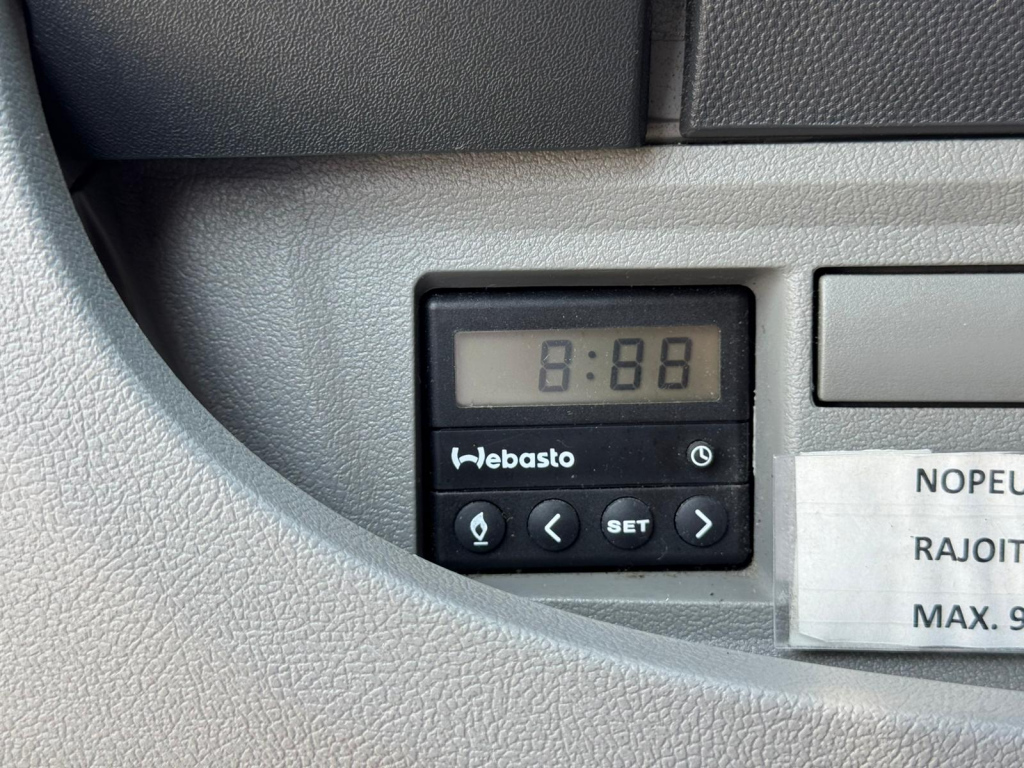 8:88
Webasto
SET
NOPEU
RAJOIT
MAX. 9